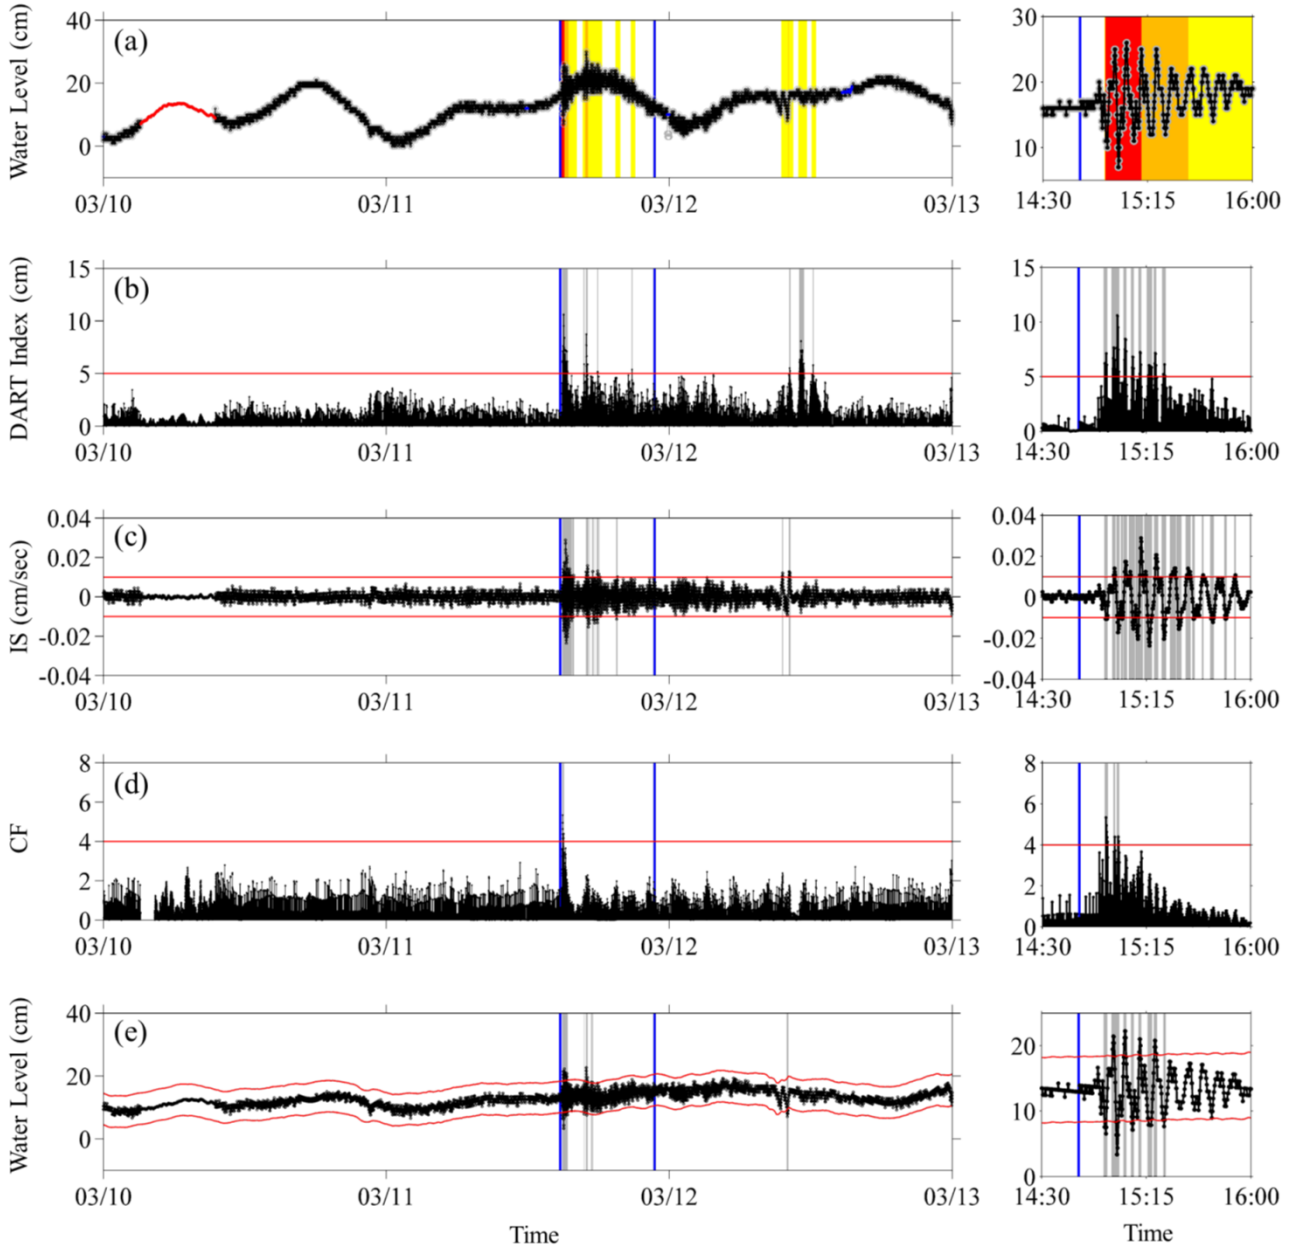 Water Level (cm)
(a)
40
20
0
03/10 03/11 03/12 03/13
30
20
10
14:30 15:15 16:00
DART Index (cm)
(b)
15
10
5
0
03/10 03/11 03/12 03/13
15
10
5
0
14:30 15:15 16:00
IS (cm/sec)
(c)
0.04
0.02
0
-0.02
-0.04
03/10 03/11 03/12 03/13
0.04
0.02
0
-0.02
-0.04
14:30 15:15 16:00
CF
(d)
8
6
4
2
0
03/10 03/11 03/12 03/13
8
6
4
2
0
14:30 15:15 16:00
Water Level (cm)
(e)
40
20
0
03/10 03/11 03/12 03/13
Time
20
10
0
14:30 15:15 16:00
Time